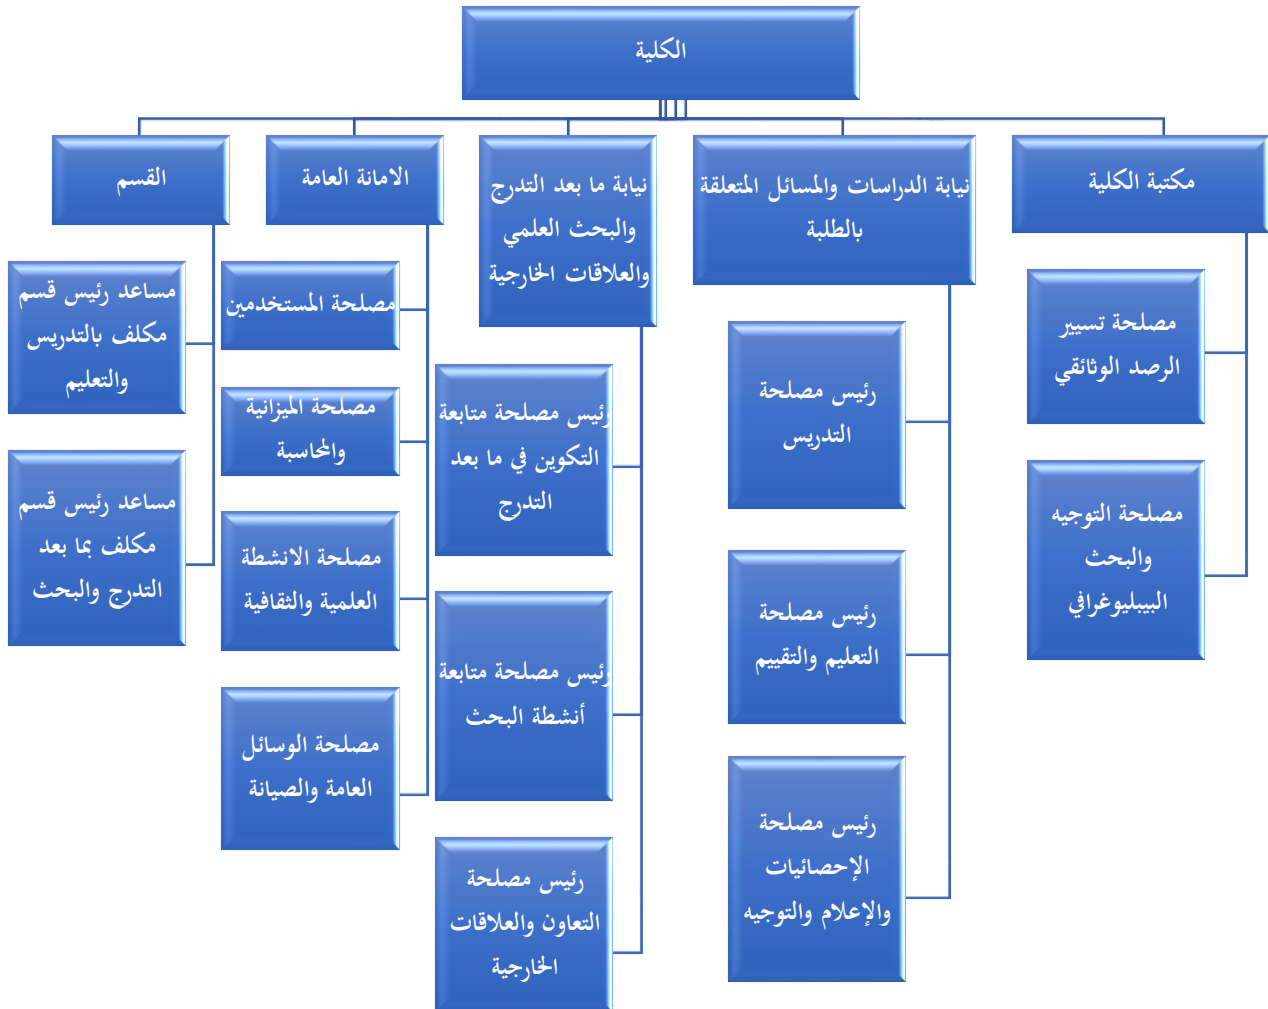 الكلية
مكتبة الكلية
مصلحة تسيير
الرصد الوثائقي
مصلحة التوجيه
والبحث
البيبليوغرافي
نيابة الدراسات والمسائل المتعلقة
بالطلبة
رئيس مصلحة
التدريس
رئيس مصلحة
التعليم والتقييم
رئيس مصلحة
الإحصائيات
والإعلام والتوجيه
نيابة ما بعد التدرج
والبحث العلمي
والعلاقات الخارجية
رئيس مصلحة متابعة
التكوين في ما بعد
التدرج
رئيس مصلحة متابعة
أنشطة البحث
رئيس مصلحة
التعاون والعلاقات
الخارجية
الامانة العامة
مصلحة المستخدمين
مصلحة الميزانية
والمحاسبة
مصلحة الانشطة
العلمية والثقافية
مصلحة الوسائل
العامة والصيانة
القسم
مساعد رئيس قسم
مكلف بالتدريس
والتعليم
مساعد رئيس قسم
مكلف بما بعد
التدرج والبحث